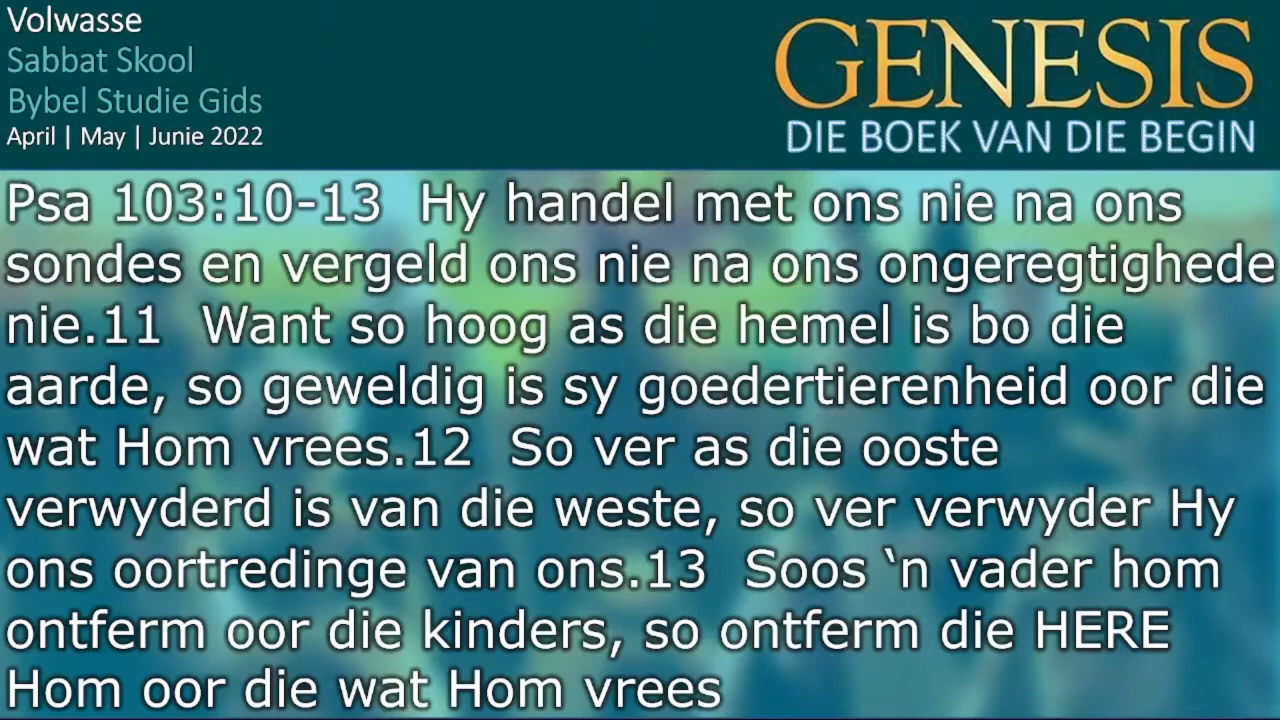 Volwasse
Sabbat Skool
Bybel Studie Gids
April | May | Junie 2022
GENESIS
DIE BOEK VAN DIE BEGIN
Psa 103:10-13 Hy handel met ons nie na ons
sondes en vergeld ons nie na ons ongeregtighede
nie.11 Want so hoog as die hemel is bo die
aarde, so geweldig is sy goedertierenheid oor die
wat Hom vrees.12 So ver as die ooste
verwyderd is van die weste, so ver verwyder Hy
ons oortredinge van ons.13 Soos ‘n vader hom
ontferm oor die kinders, so ontferm die HERE
Hom oor die wat Hom vrees